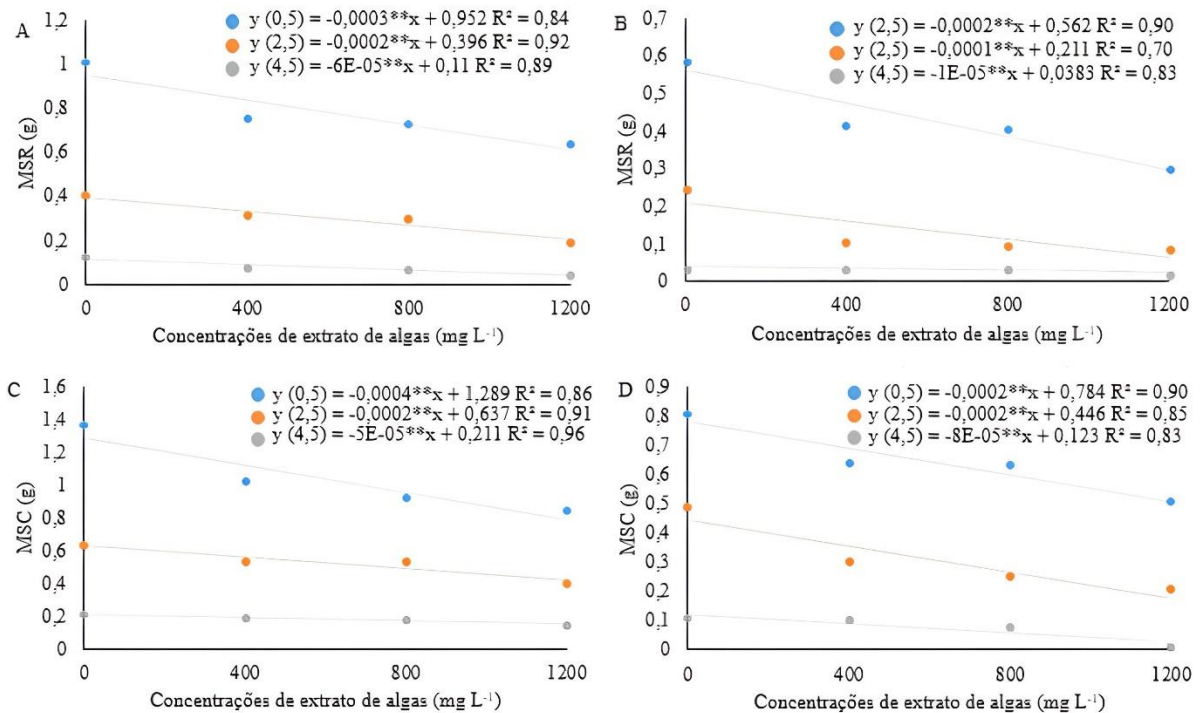 A
y (0,5) = -0,0003**x + 0,952 R² = 0,84
y (2,5) = -0,0002**x + 0,396 R² = 0,92
y (4,5) = -6E-05**x + 0,11 R² = 0,89
MSR (g)
1,2
1
0,8
0,6
0,4
0,2
0
0 400 800 1200
Concentrações de extrato de algas (mg L⁻¹)
B
y (2,5) = -0,0002**x + 0,562 R² = 0,90
y (2,5) = -0,0001**x + 0,211 R² = 0,70
y (4,5) = -1E-05**x + 0,0383 R² = 0,83
MSR (g)
0,7
0,6
0,5
0,4
0,3
0,2
0,1
0
0 400 800 1200
Concentrações de extrato de algas (mg L⁻¹)
C
y (0,5) = -0,0004**x + 1,289 R² = 0,86
y (2,5) = -0,0002**x + 0,637 R² = 0,91
y (4,5) = -5E-05**x + 0,211 R² = 0,96
MSC (g)
1,6
1,4
1,2
1
0,8
0,6
0,4
0,2
0
0 400 800 1200
Concentrações de extrato de algas (mg L⁻¹)
D
y (0,5) = -0,0002**x + 0,784 R² = 0,90
y (2,5) = -0,0002**x + 0,446 R² = 0,85
y (4,5) = -8E-05**x + 0,123 R² = 0,83
MSC (g)
0,9
0,8
0,7
0,6
0,5
0,4
0,3
0,2
0,1
0
0 400 800 1200
Concentrações de extrato de algas (mg L⁻¹)